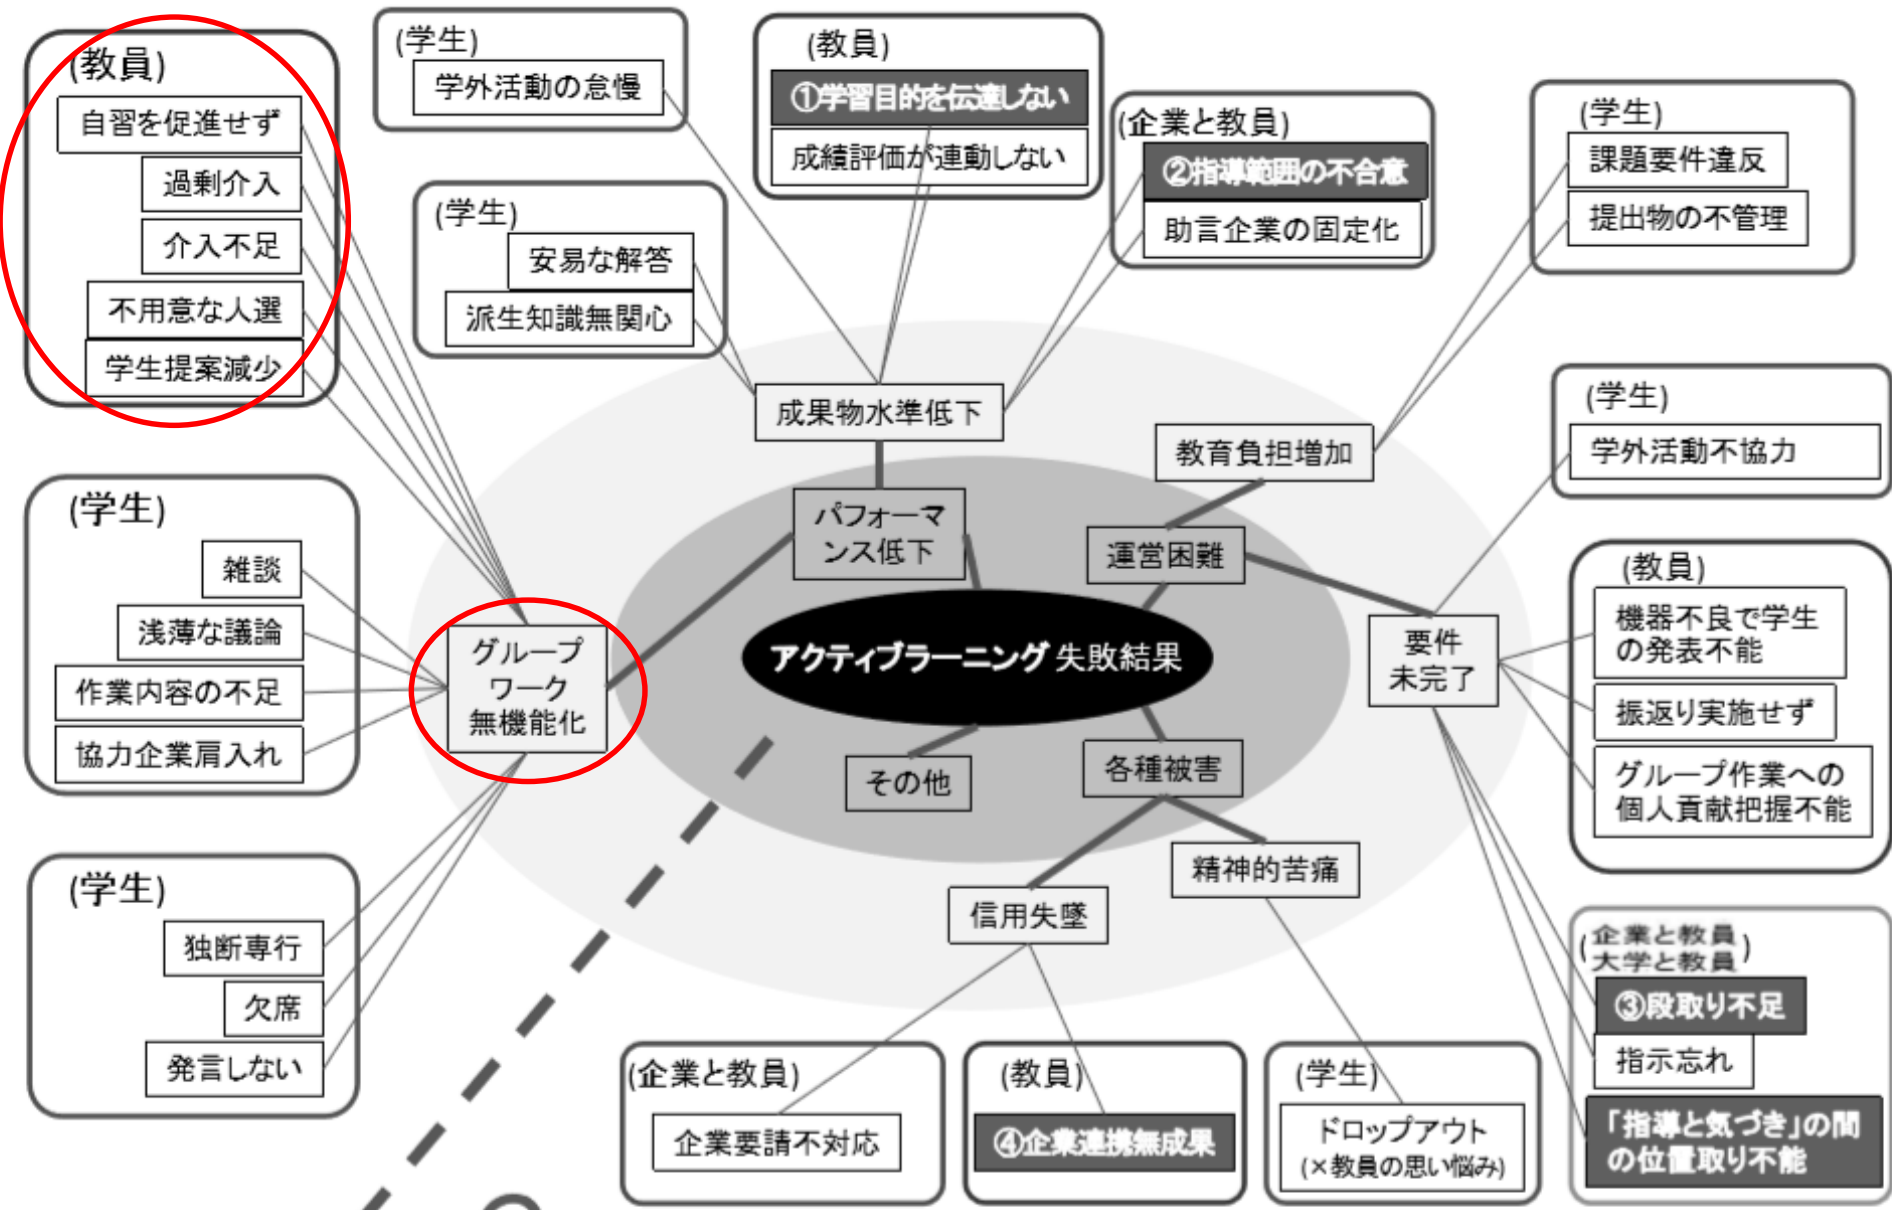 (教員)
自習を促進せず
過剰介入
介入不足
不用意な人選
学生提案減少
(学生)
学外活動の怠慢
(教員)
①学習目的を伝達しない
成績評価が連動しない
(企業と教員)
②指導範囲の不合意
助言企業の固定化
(学生)
課題要件違反
提出物の不管理
(学生)
安易な解答
派生知識無関心
成果物水準低下
教育負担増加
(学生)
学外活動不協力
(学生)
雑談
浅薄な議論
作業内容の不足
協力企業肩入れ
パフォーマ
ンス低下
運営困難
グループ
ワーク
無機能化
アクティブラーニング 失敗結果
要件
未完了
(教員)
機器不良で学生
の発表不能
振返り実施せず
グループ作業への
個人貢献把握不能
その他
各種被害
精神的苦痛
信用失墜
(学生)
独断専行
欠席
発言しない
(企業と教員
大学と教員)
③段取り不足
指示忘れ
「指導と気づき」の間
の位置取り不能
(企業と教員)
企業要請不対応
(教員)
④企業連携無成果
(学生)
ドロップアウト
(×教員の思い悩み)